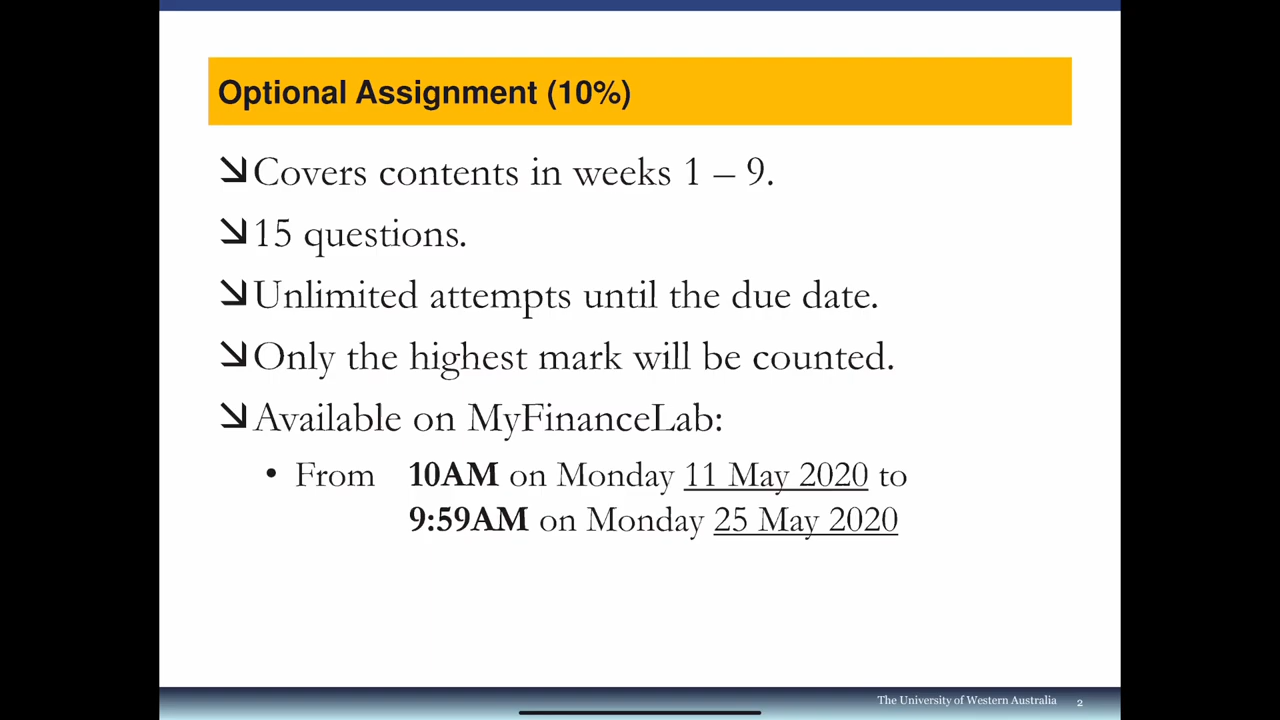 Optional Assignment (10%)
Covers contents in weeks 1 – 9.
15 questions.
Unlimited attempts until the due date.
Only the highest mark will be counted.
Available on MyFinanceLab:
• From 10AM on Monday 11 May 2020 to
9:59AM on Monday 25 May 2020
The University of Western Australia 2